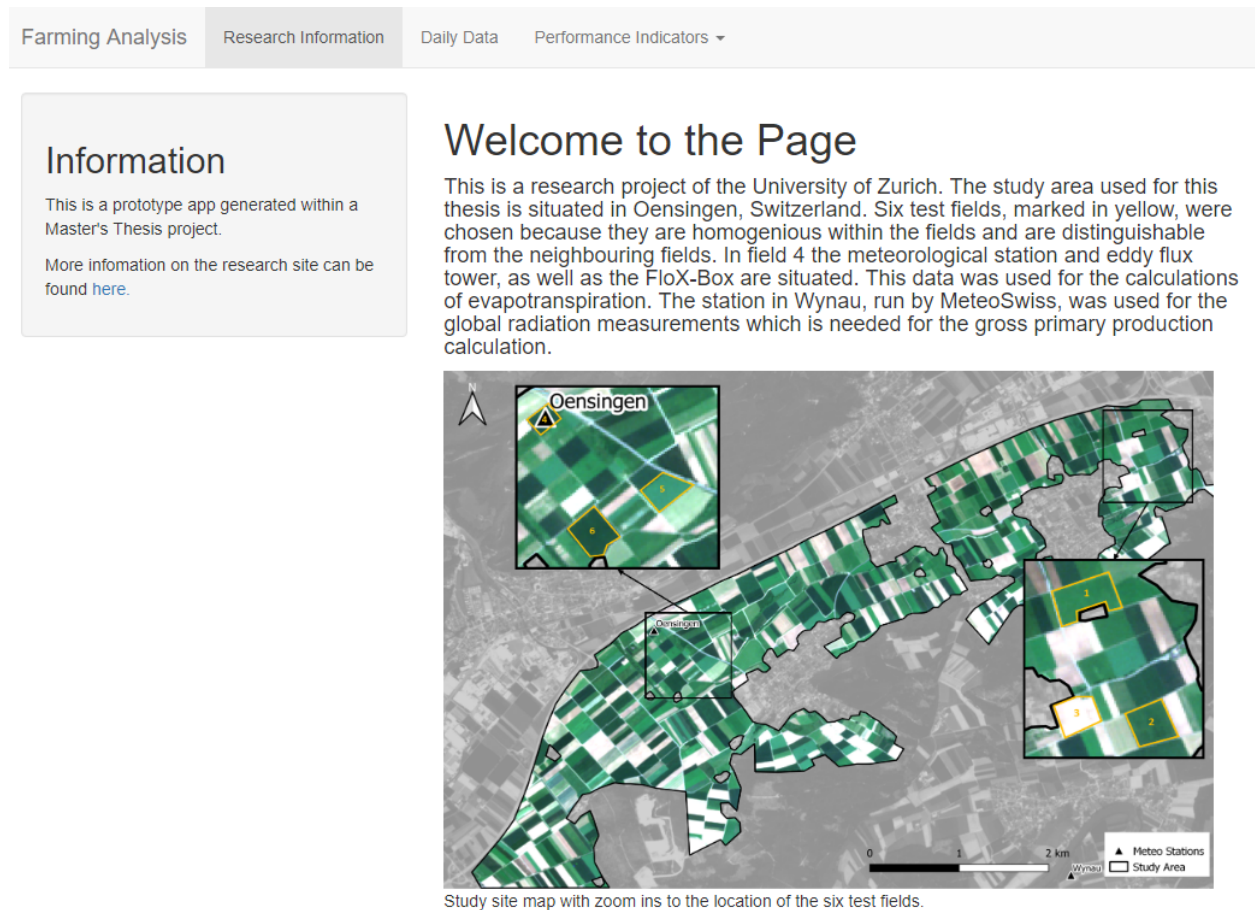 Farming Analysis Research Information Daily Data Performance Indicators
Information
This is a prototype app generated within a
Master's Thesis project.
More infomation on the research site can be
found here.
Welcome to the Page
This is a research project of the University of Zurich. The study area used for this
thesis is situated in Oensingen, Switzerland. Six test fields, marked in yellow, were
chosen because they are homogenious within the fields and are distinguishable
from the neighbouring fields. In field 4 the meteorological station and eddy flux
tower, as well as the FloX-Box are situated. This data was used for the calculations
of evapotranspiration. The station in Wynau, run by MeteoSwiss, was used for the
global radiation measurements which is needed for the gross primary production
calculation.
N
Oensingen
4
5
6
Oensingen
1
3
2
0 1 2 km
Wynau
Meteo Stations
Study Area
Study site map with zoom ins to the location of the six test fields.